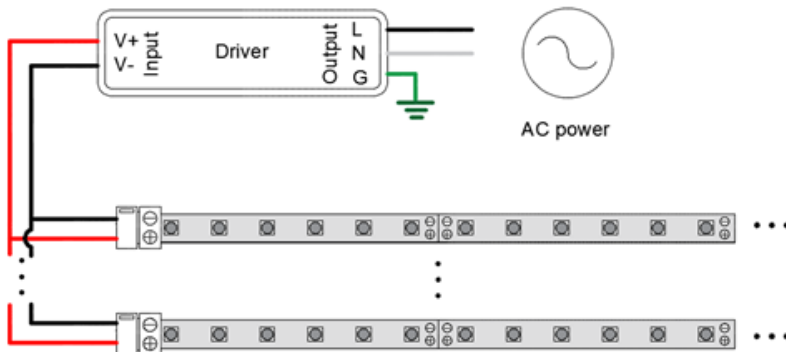 V+
V-
Input
Driver
Output
L
N
G
AC power